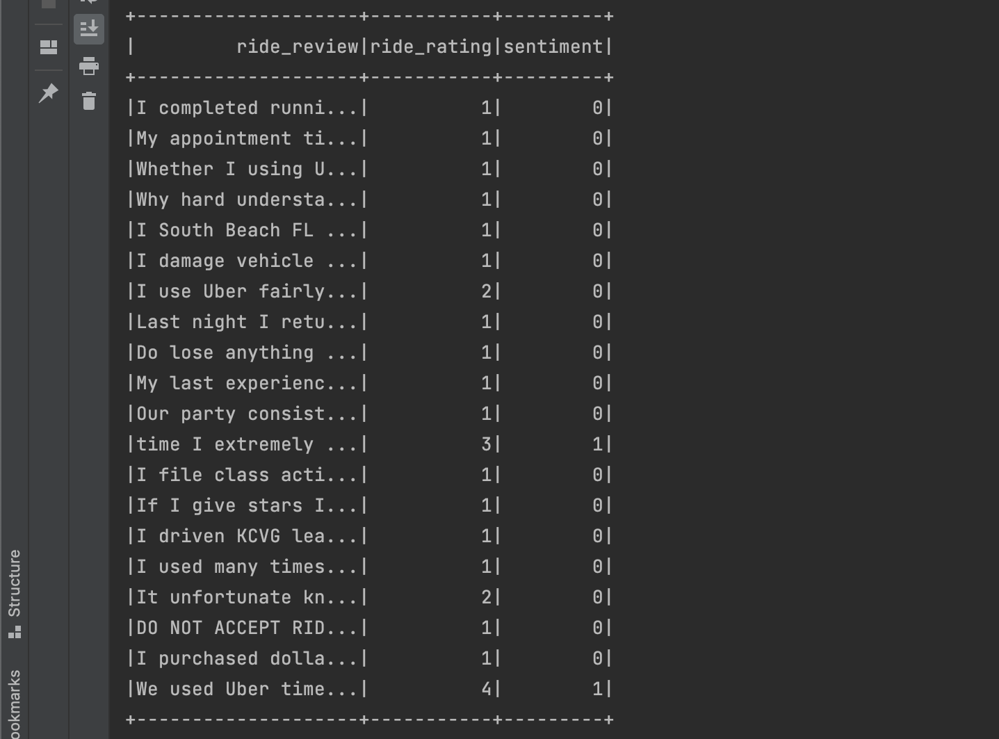 +--------------------+-----------+---------+
|         ride_review|ride_rating|sentiment|
+--------------------+-----------+---------+
|I completed runni...|          1|        0|
|My appointment ti...|          1|        0|
|Whether I using U...|          1|        0|
|Why hard understa...|          1|        0|
|I South Beach FL ...|          1|        0|
|I damage vehicle ...|          1|        0|
|I use Uber fairly...|          2|        0|
|Last night I retu...|          1|        0|
|Do lose anything ...|          1|        0|
|My last experienc...|          1|        0|
|Our party consist...|          1|        0|
|time I extremely ...|          3|        1|
|I file class acti...|          1|        0|
|If I give stars I...|          1|        0|
|I driven KCVG lea...|          1|        0|
|I used many times...|          1|        0|
|It unfortunate kn...|          2|        0|
|DO NOT ACCEPT RID...|          1|        0|
|I purchased dolla...|          1|        0|
|We used Uber time...|          4|        1|
+--------------------+-----------+---------+
Structure
ookmarks